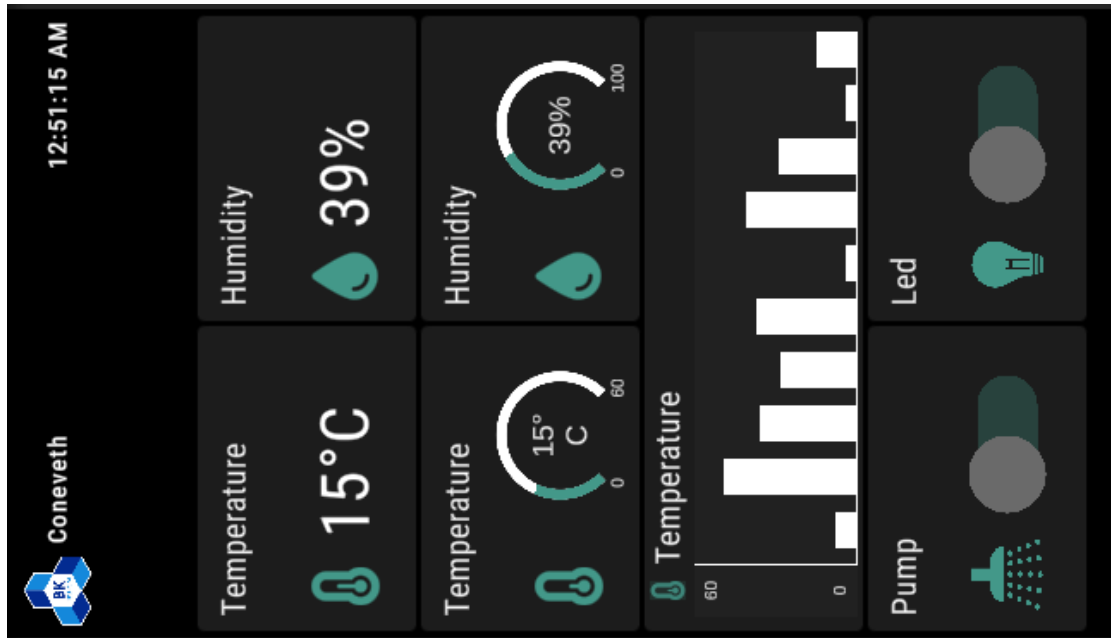 BK
Coneveth
12:51:15 AM
Temperature
Humidity
15°C
39%
Temperature
Humidity
15°
C
0
60
39%
0
100
Temperature
60
0
Pump
Led